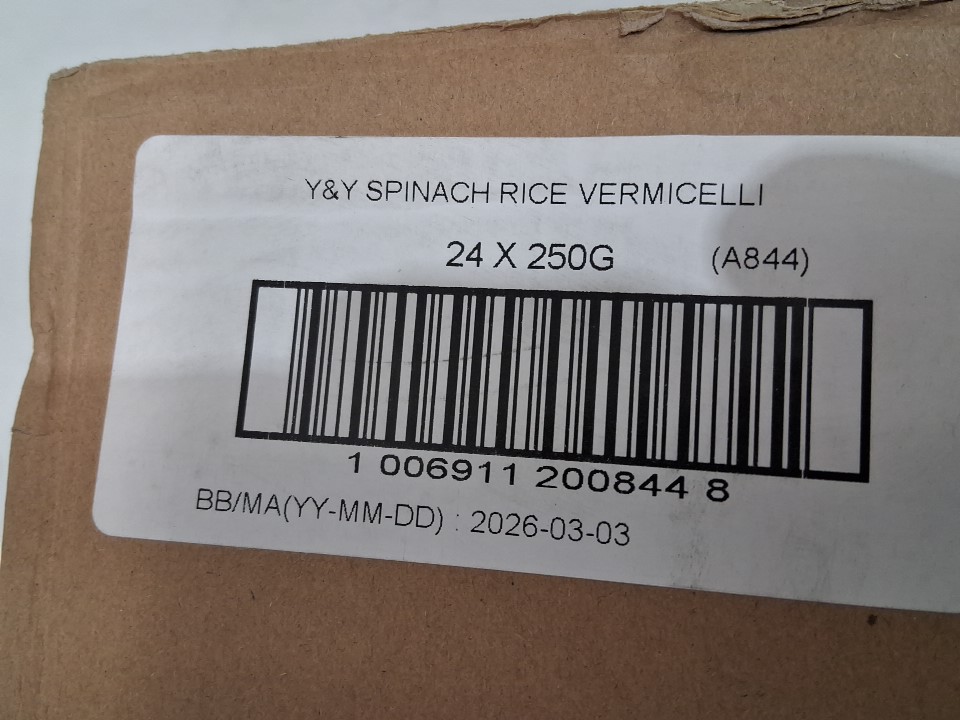 Y&Y SPINACH RICE VERMICELLI
24 X 250G (A844)
1 006911 200844 8
BB/MA(YY-MM-DD) : 2026-03-03